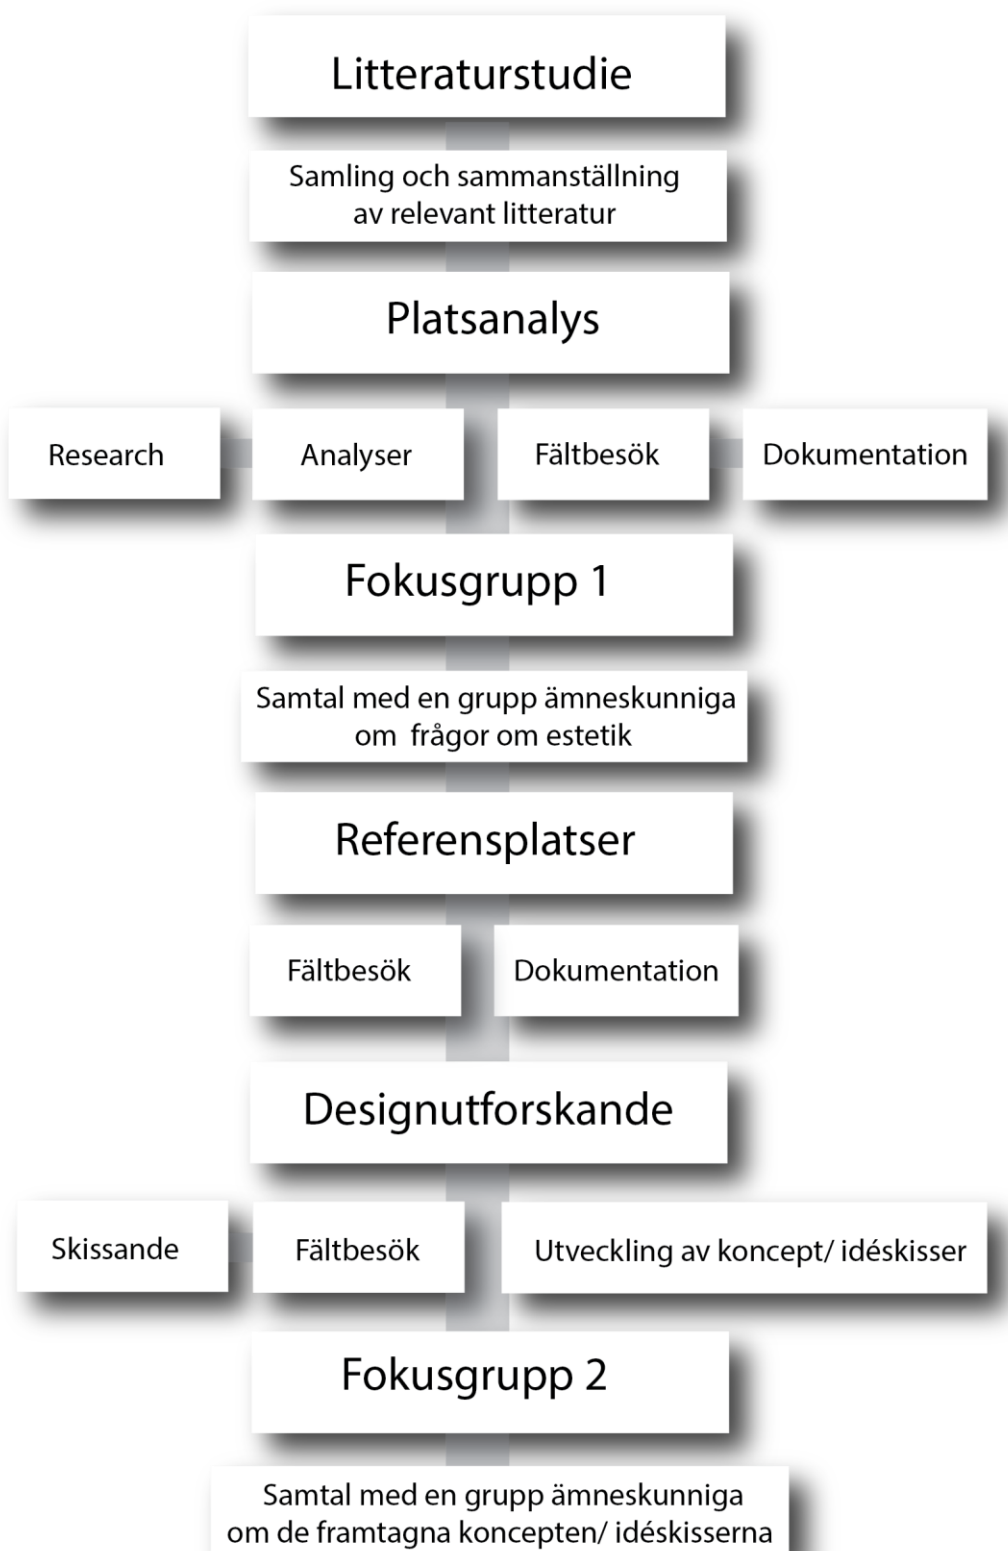 Litteraturstudie
Samling och sammanställning
av relevant litteratur
Platsanalys
Research
Analyser
Fältbesök
Dokumentation
Fokusgrupp 1
Samtal med en grupp ämneskunniga
om frågor om estetik
Referensplatser
Fältbesök
Dokumentation
Designutforskande
Skissande
Fältbesök
Utveckling av koncept/ idéskisser
Fokusgrupp 2
Samtal med en grupp ämneskunniga
om de framtagna koncepten/ idéskisserna